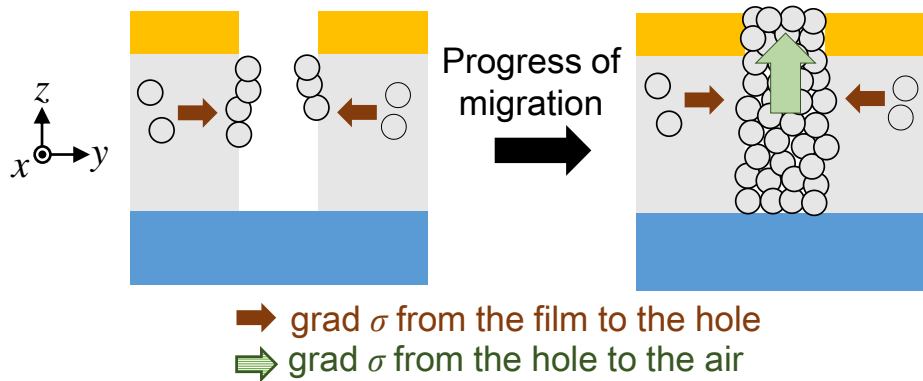 Progress of
migration
z
x
y
grad σ from the film to the hole
grad σ from the hole to the air